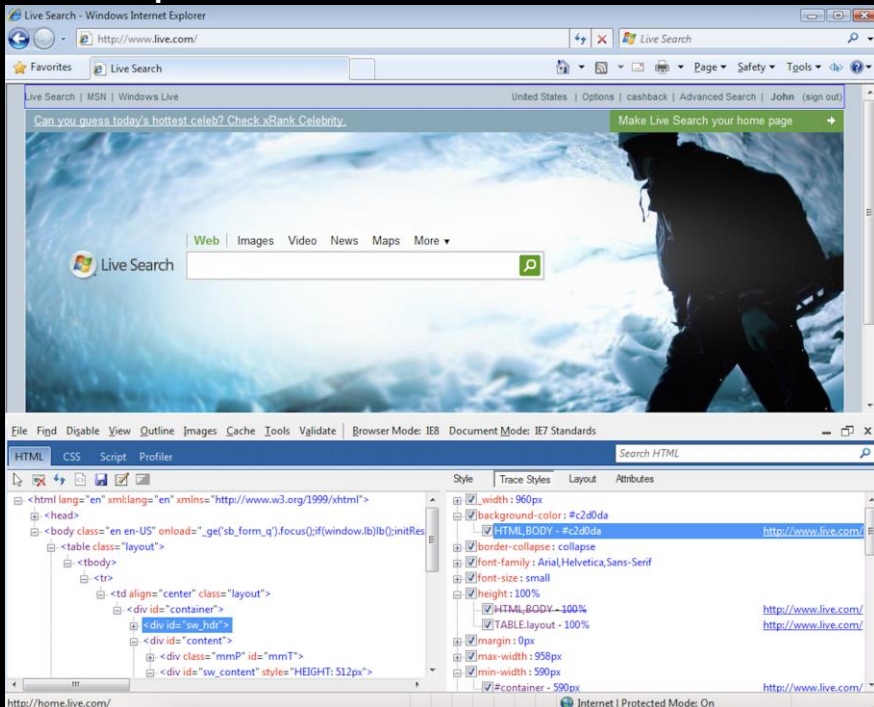 Live Search - Windows Internet Explorer
http://www.live.com/
Live Search
Favorites
Live Search
Page
Safety
Tools
Live Search | MSN | Windows Live
United States | Options | cashback | Advanced Search | John (sign out)
Can you guess today's hottest celeb? Check xRank Celebrity.
Make Live Search your home page
Web | Images Video News Maps More
Live Search
File Find Disable View Outline Images Cache Tools Validate | Browser Mode: IE8 Document Mode: IE7 Standards
HTML CSS Script Profiler
Search HTML
Style Trace Styles Layout Attributes
<html lang="en" xml:lang="en" xmlns="http://www.w3.org/1999/xhtml">
<head>
<body class="en en-US" onload="_ge('sb_form_q').focus();if(window.lb)lb();initRes
<table class="layout">
<tbody>
<tr>
<td align="center" class="layout">
<div id="container">
<div id="sw_hdr">
<div id="content">
<div class="mmP" id="mmT">
<div id="sw_content" style="HEIGHT: 512px">
_width : 960px
background-color : #c2d0da
HTML,BODY - #c2d0da http://www.live.com/
border-collapse : collapse
font-family : Arial,Helvetica,Sans-Serif
font-size : small
height : 100%
HTML,BODY - 100% http://www.live.com/
TABLE.layout - 100% http://www.live.com/
margin : 0px
max-width : 958px
min-width : 590px
#container - 590px http://www.live.com/
http://home.live.com/
Internet | Protected Mode: On